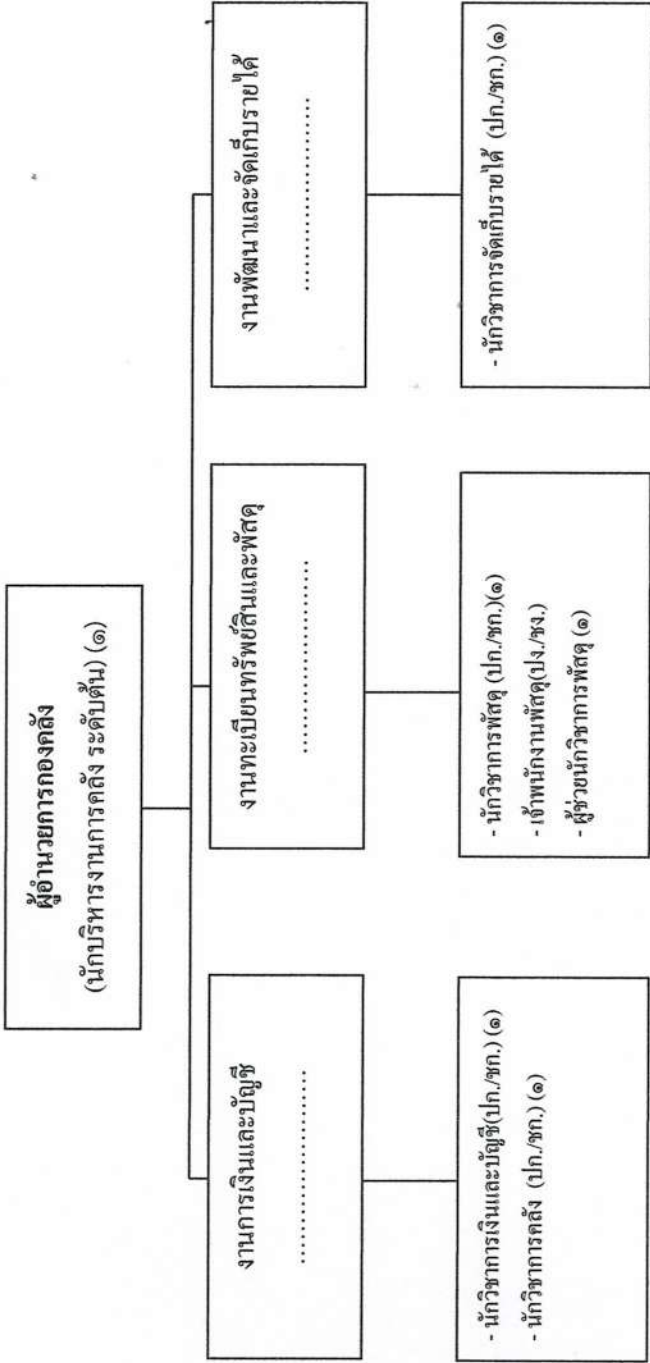 ผู้อำนวยการกองคลัง
(นักบริหารงานการคลัง ระดับต้น) (๑)
งานการเงินและบัญชี
................................
- นักวิชาการเงินและบัญชี(ปก./ชก.) (๑)
- นักวิชาการคลัง (ปก./ชก.) (๑)
งานทะเบียนทรัพย์สินและพัสดุ
................................
- นักวิชาการพัสดุ (ปก./ชก.)(๑)
- เจ้าพนักงานพัสดุ(ปง./ชง.)
- ผู้ช่วยนักวิชาการพัสดุ (๑)
งานพัฒนาและจัดเก็บรายได้
................................
- นักวิชาการจัดเก็บรายได้ (ปก./ชก.) (๑)